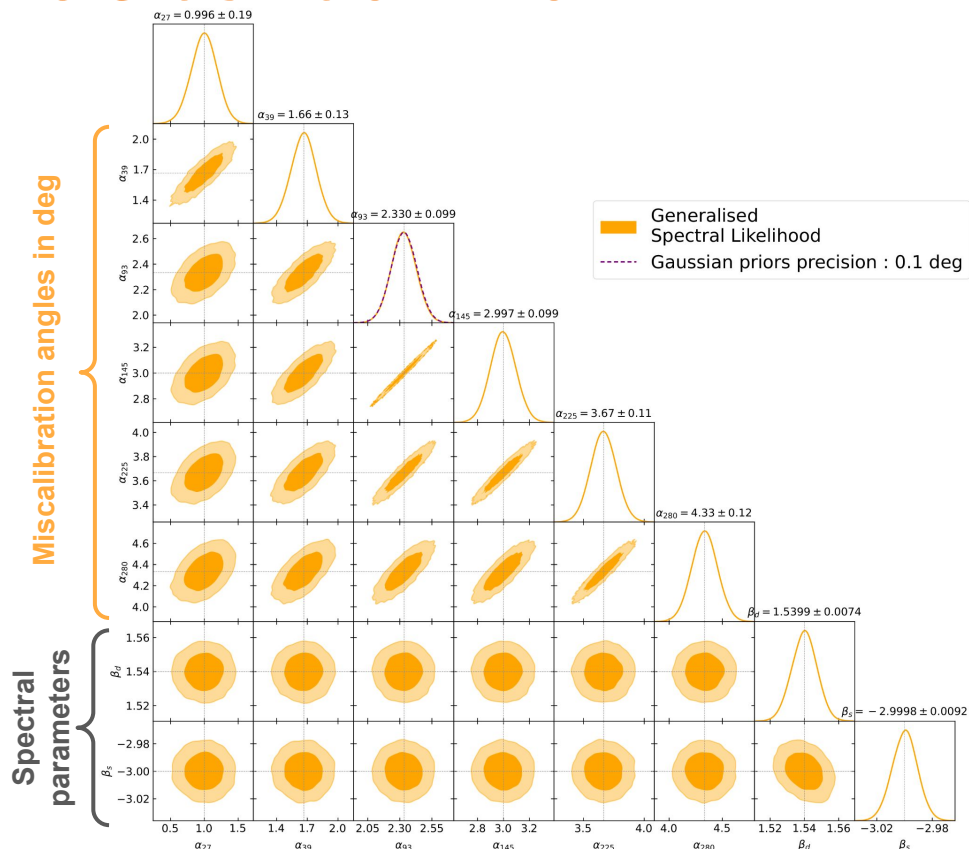 α27 = 0.996 ± 0.19
α39 = 1.66 ± 0.13
α93 = 2.330 ± 0.099
α145 = 2.997 ± 0.099
α225 = 3.67 ± 0.11
α280 = 4.33 ± 0.12
βd = 1.5399 ± 0.0074
βs = −2.9998 ± 0.0092
Generalised
Spectral Likelihood
Gaussian priors precision : 0.1 deg
Miscalibration angles in deg
Spectral
parameters
2.0
1.7
1.4
α39
2.6
2.4
2.2
2.0
α93
3.2
3.0
2.8
α145
4.0
3.8
3.6
3.4
α225
4.6
4.4
4.2
4.0
α280
1.56
1.54
1.52
βd
−2.98
−3.00
−3.02
βs
0.5 1.0 1.5 1.4 1.7 2.0 2.05 2.30 2.55 2.8 3.0 3.2 3.5 4.0 4.0 4.5 1.52 1.54 1.56 −3.02 −2.98
α27 α39 α93 α145 α225 α280 βd βs